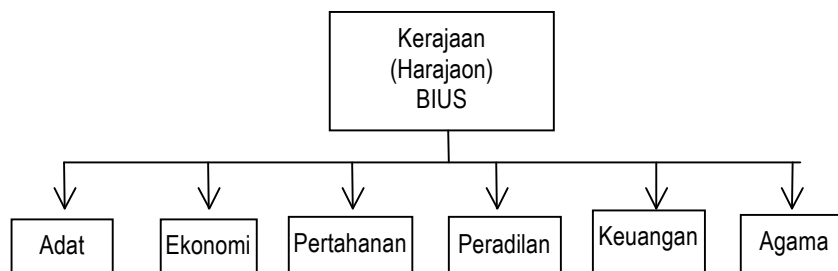 Kerajaan
(Harajaon)
BIUS
Adat
Ekonomi
Pertahanan
Peradilan
Keuangan
Agama